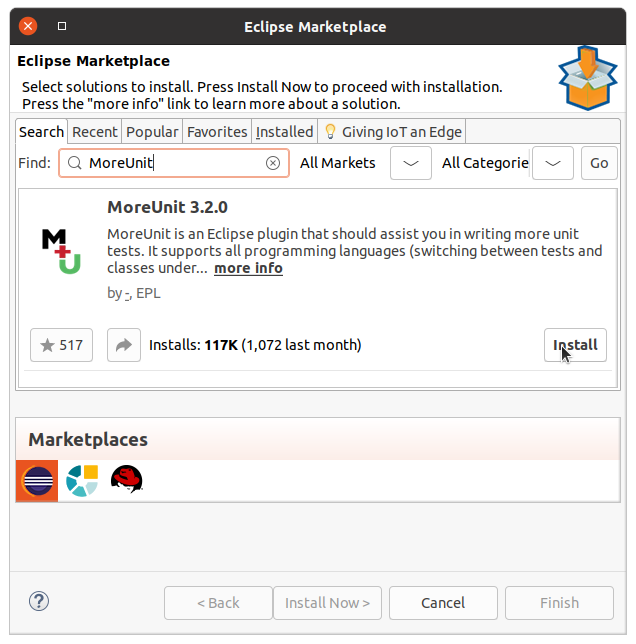 Eclipse Marketplace
Eclipse Marketplace
Select solutions to install. Press Install Now to proceed with installation.
Press the "more info" link to learn more about a solution.
Search Recent Popular Favorites Installed Giving IoT an Edge
Find: MoreUnit All Markets All Categorie Go
MoreUnit 3.2.0
MoreUnit is an Eclipse plugin that should assist you in writing more unit
tests. It supports all programming languages (switching between tests and
classes under... more info
by -, EPL
M+U
517 Installs: 117K (1,072 last month) Install
Marketplaces
? < Back Install Now > Cancel Finish